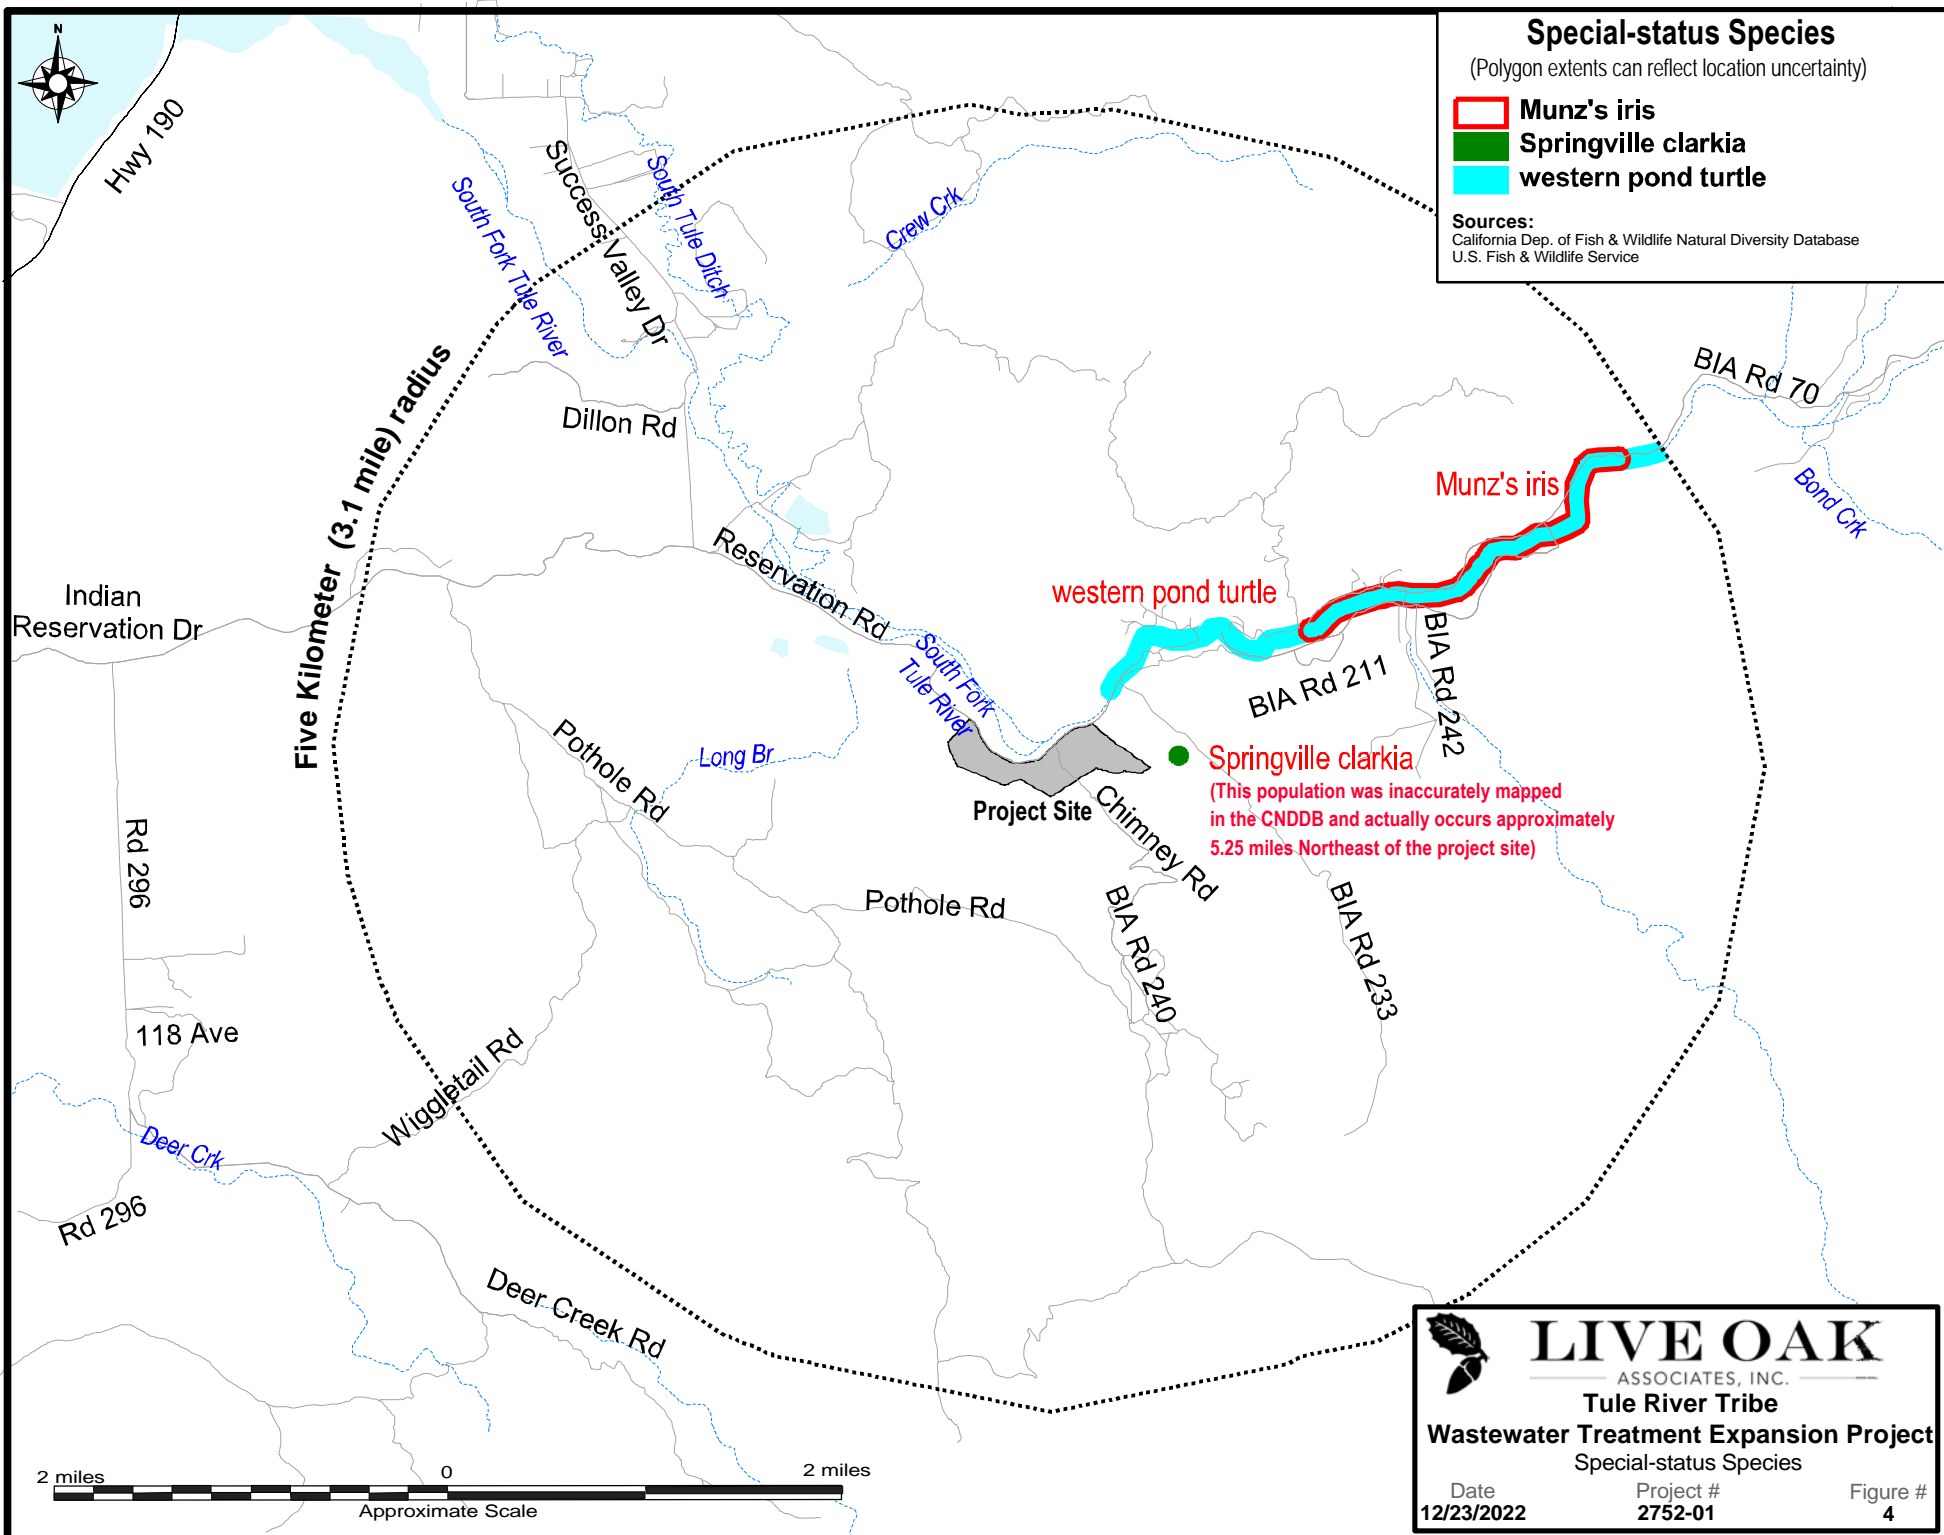 Special-status Species
(Polygon extents can reflect location uncertainty)
Munz's iris
Springville clarkia
western pond turtle
Sources:
California Dep. of Fish & Wildlife Natural Diversity Database
U.S. Fish & Wildlife Service
N
Hwy 190
South Fork Tule River
Success Valley Dr
South Tule Ditch
Crew Crk
Five Kilometer (3.1 mile) radius
Dillon Rd
BIA Rd 70
Bond Crk
Munz's iris
Reservation Rd
western pond turtle
Indian
Reservation Dr
South Fork
Tule River
BIA Rd 211
BIA Rd 242
Pothole Rd
Long Br
Project Site
Chimney Rd
Springville clarkia
(This population was inaccurately mapped
in the CNDDB and actually occurs approximately
5.25 miles Northeast of the project site)
Rd 296
Pothole Rd
BIA Rd 240
BIA Rd 233
118 Ave
Wiggletail Rd
Deer Crk
Rd 296
Deer Creek Rd
2 miles
0
2 miles
Approximate Scale
LIVE OAK
ASSOCIATES, INC.
Tule River Tribe
Wastewater Treatment Expansion Project
Special-status Species
Date
12/23/2022
Project #
2752-01
Figure #
4